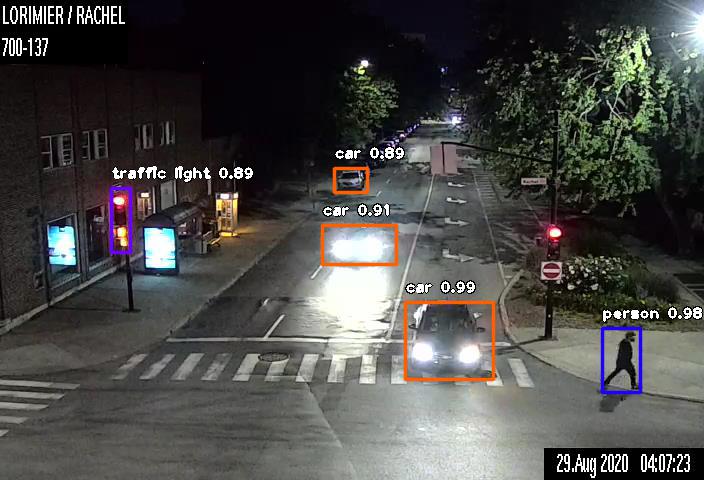 LORIMIER / RACHEL
700-137
car 0.89
traffic light 0.89
car 0.91
car 0.99
person 0.98
29.Aug 2020 04:07:23